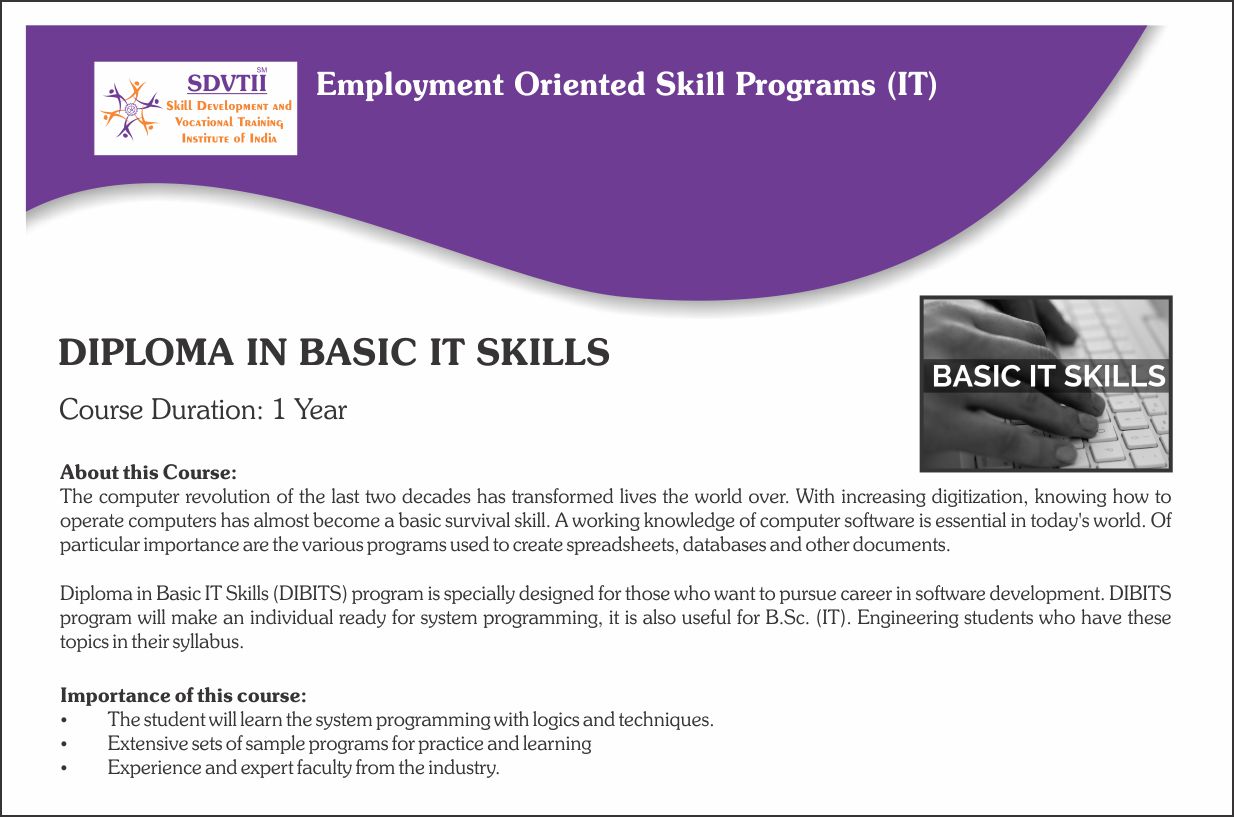 SDVTII SM
Skill Development and
Vocational Training
Institute of India
Employment Oriented Skill Programs (IT)
DIPLOMA IN BASIC IT SKILLS
Course Duration: 1 Year
BASIC IT SKILLS
About this Course:
The computer revolution of the last two decades has transformed lives the world over. With increasing digitization, knowing how to
operate computers has almost become a basic survival skill. A working knowledge of computer software is essential in today's world. Of
particular importance are the various programs used to create spreadsheets, databases and other documents.
Diploma in Basic IT Skills (DIBITS) program is specially designed for those who want to pursue career in software development. DIBITS
program will make an individual ready for system programming, it is also useful for B.Sc. (IT). Engineering students who have these
topics in their syllabus.
Importance of this course:
• The student will learn the system programming with logics and techniques.
• Extensive sets of sample programs for practice and learning
• Experience and expert faculty from the industry.